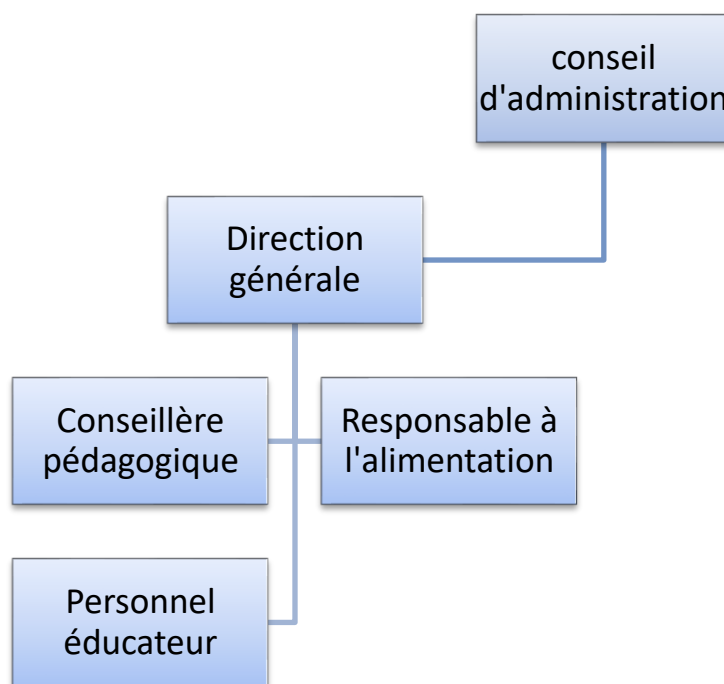 conseil
d'administration
Direction
générale
Conseillère
pédagogique
Responsable à
l'alimentation
Personnel
éducateur